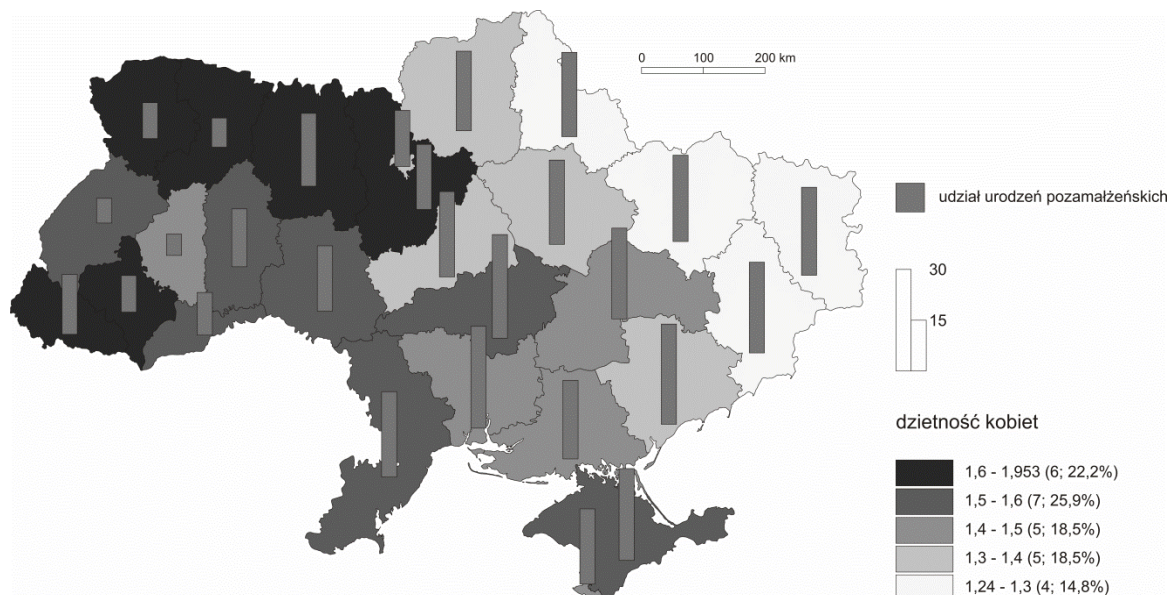 0 100 200 km
udział urodzeń pozamałżeńskich
30
15
dzietność kobiet
1,6 - 1,953 (6; 22,2%)
1,5 - 1,6 (7; 25,9%)
1,4 - 1,5 (5; 18,5%)
1,3 - 1,4 (5; 18,5%)
1,24 - 1,3 (4; 14,8%)